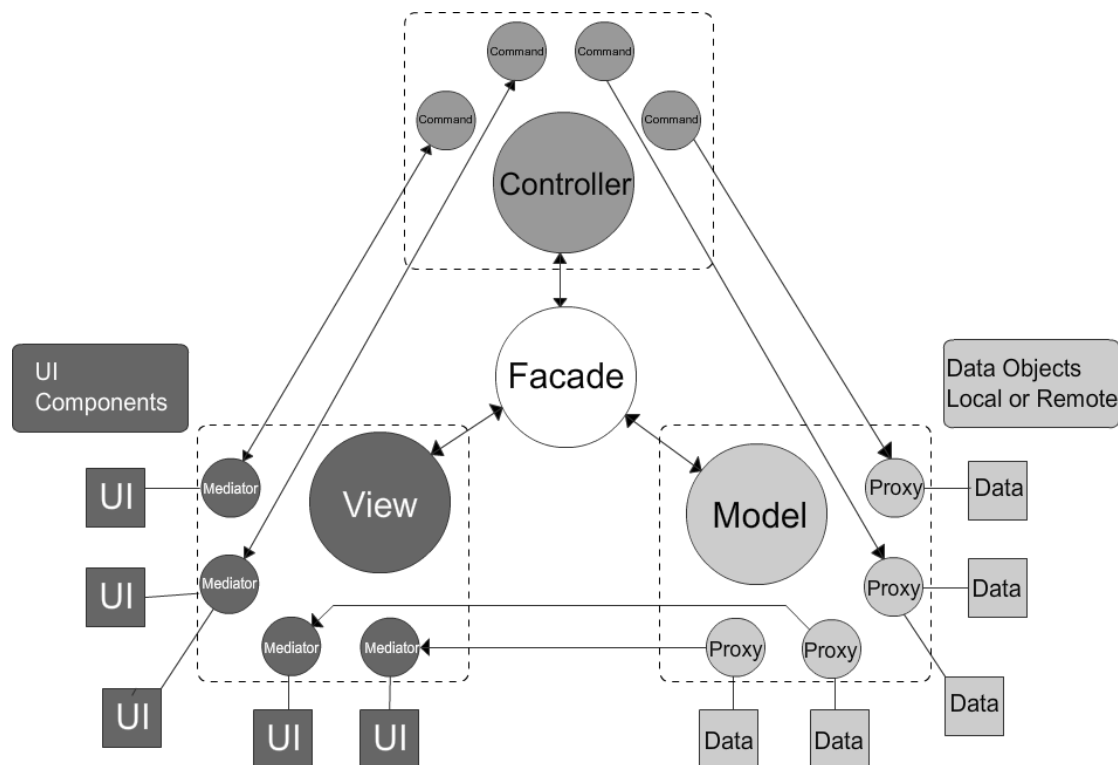 Command
Command
Command
Command
Controller
Facade
UI
Components
Data Objects
Local or Remote
View
Model
UI
Mediator
Proxy
Data
UI
Mediator
Proxy
Data
Mediator
Mediator
Proxy
Proxy
UI
UI
UI
Data
Data
Data